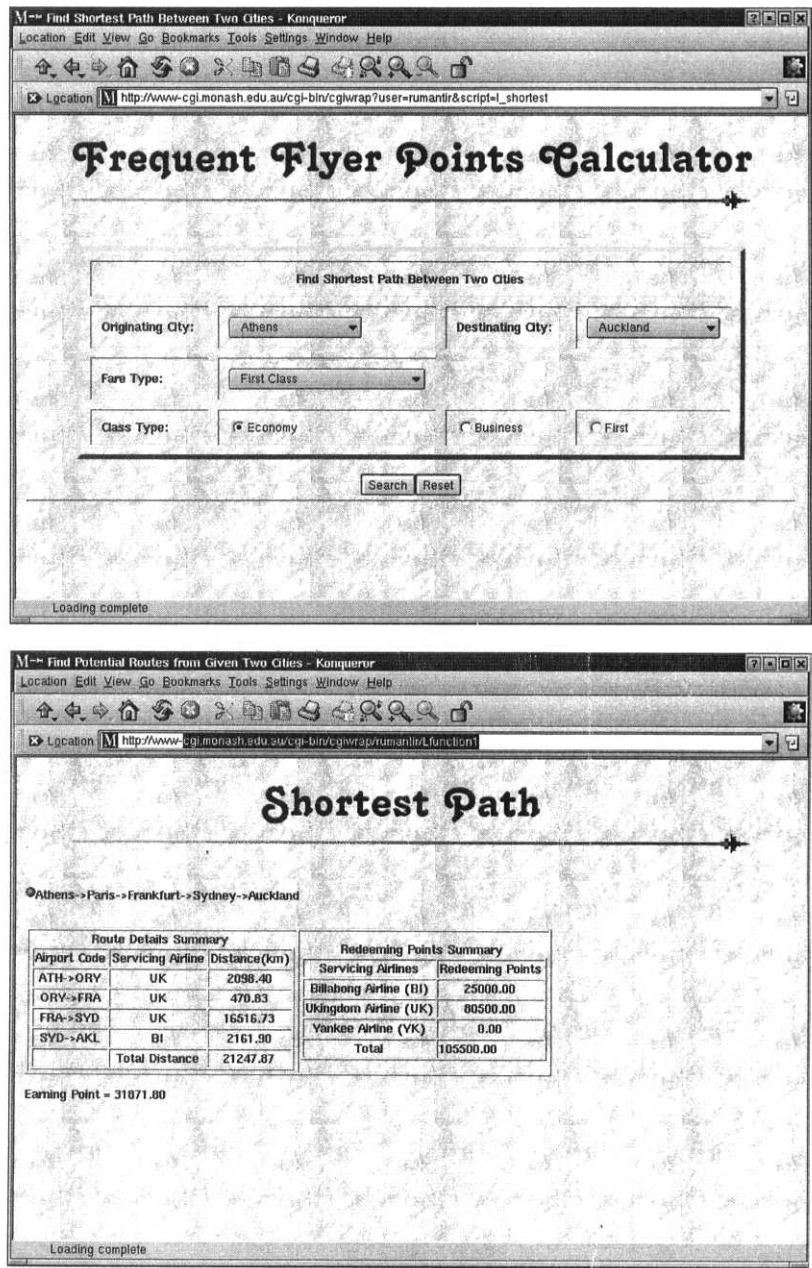 M Find Shortest Path Between Two Cities - Konqueror
Location Edit View Go Bookmarks Tools Settings Window Help
Location http://www-cgi.monash.edu.au/cgi-bin/cgiwrap?user=rumantir&script=l_shortest
Frequent Flyer Points Calculator
Find Shortest Path Between Two Cities
Originating City: Athens Destinating City: Auckland
Fare Type: First Class
Class Type: Economy Business First
Search Reset
Loading complete
M Find Potential Routes from Given Two Cities - Konqueror
Location Edit View Go Bookmarks Tools Settings Window Help
Location http://www-cgi.monash.edu.au/cgi-bin/cgiwrap/rumantir/Lfunction1
Shortest Path
Athens->Paris->Frankfurt->Sydney->Auckland
Route Details Summary
Airport Code Servicing Airline Distance(km)
ATH->ORY UK 2098.40
ORY->FRA UK 470.83
FRA->SYD UK 16516.73
SYD->AKL BI 2161.90
Total Distance 21247.87
Redeeming Points Summary
Servicing Airlines Redeeming Points
Billabong Airline (BI) 25000.00
Ukingdom Airline (UK) 80500.00
Yankee Airline (YK) 0.00
Total 105500.00
Earning Point = 31871.80
Loading complete